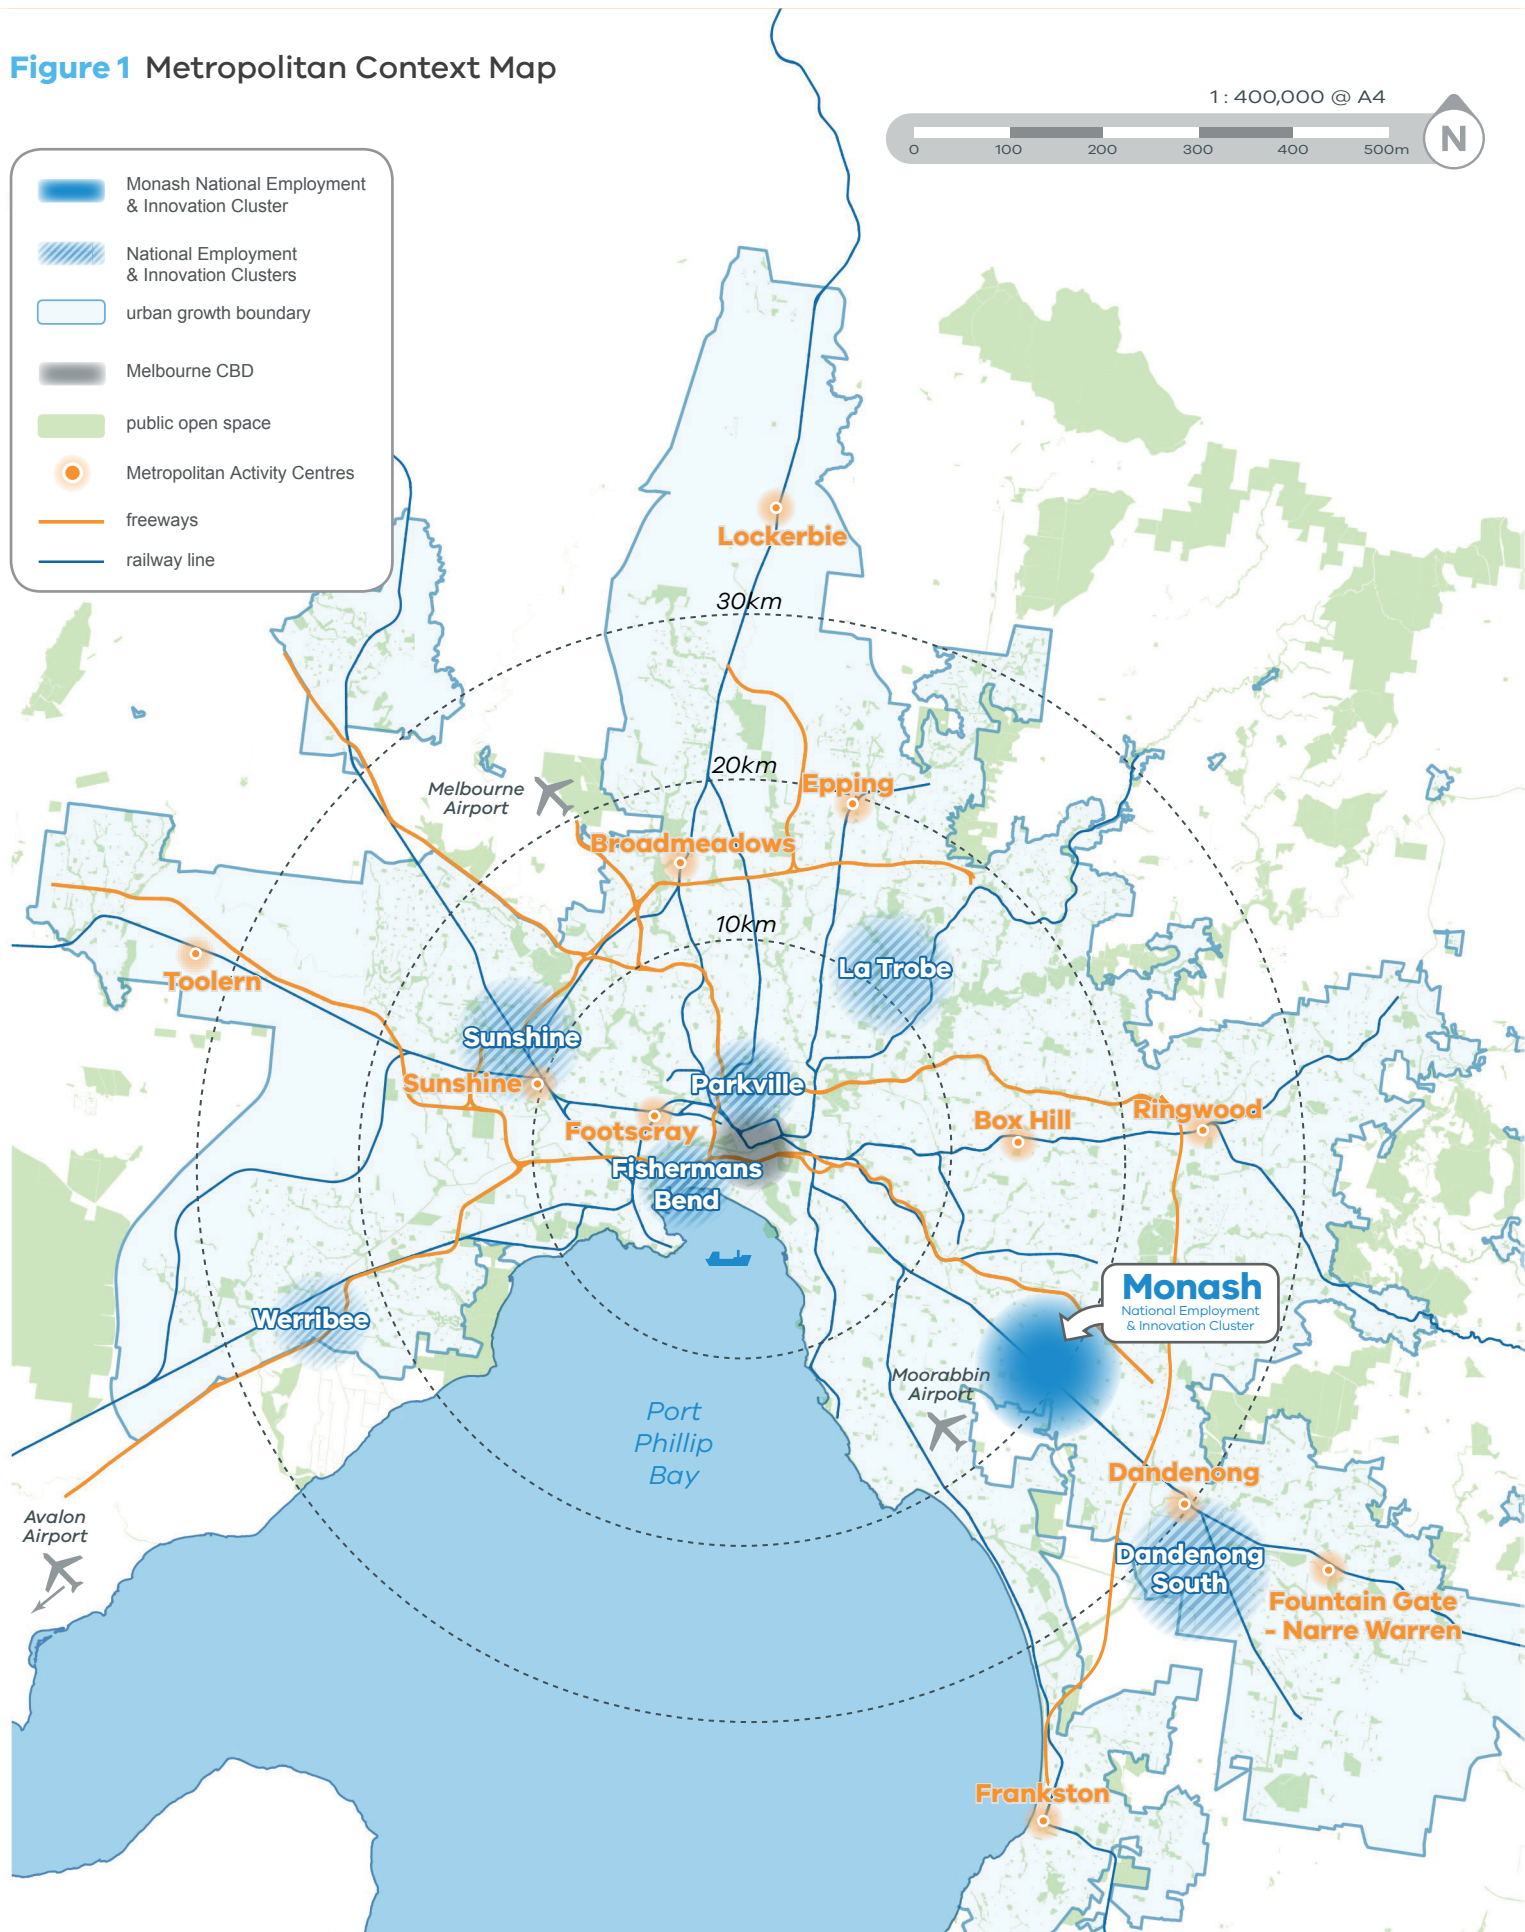 Figure 1 Metropolitan Context Map
1 : 400,000 @ A4
0 100 200 300 400 500m
N
Monash National Employment
& Innovation Cluster
National Employment
& Innovation Clusters
urban growth boundary
Melbourne CBD
public open space
Metropolitan Activity Centres
freeways
railway line
Lockerbie
30km
20km
Epping
Melbourne
Airport
Broadmeadows
10km
La Trobe
Toolern
Sunshine
Sunshine
Parkville
Footscray
Box Hill
Ringwood
Fishermans
Bend
Monash
National Employment
& Innovation Cluster
Werribee
Moorabbin
Airport
Port
Phillip
Bay
Dandenong
Avalon
Airport
Dandenong
South
Fountain Gate
- Narre Warren
Frankston